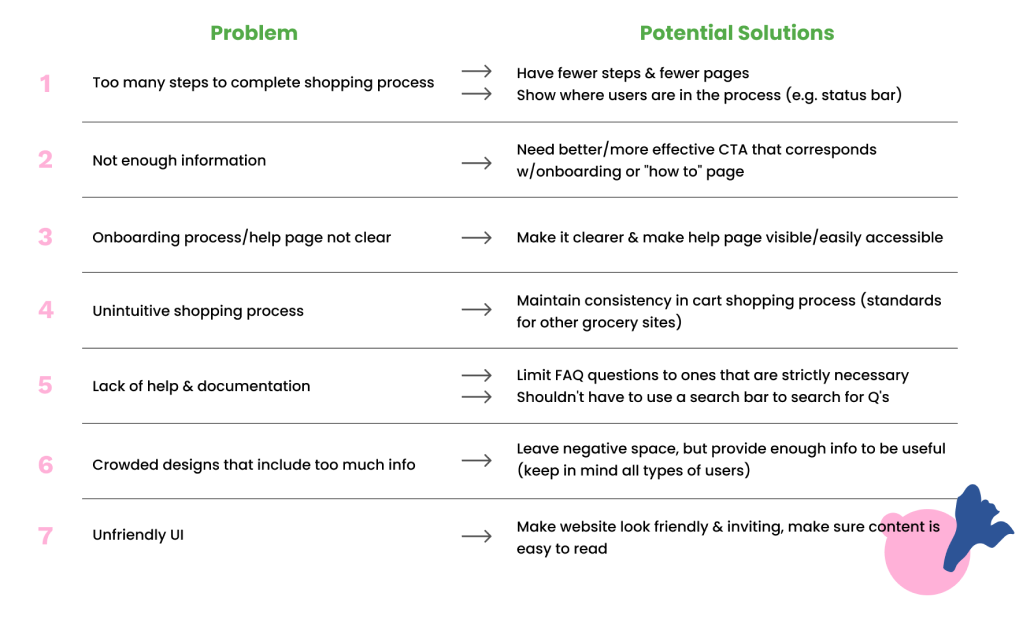 Problem
Potential Solutions
1
Too many steps to complete shopping process
Have fewer steps & fewer pages
Show where users are in the process (e.g. status bar)
2
Not enough information
Need better/more effective CTA that corresponds
w/onboarding or "how to" page
3
Onboarding process/help page not clear
Make it clearer & make help page visible/easily accessible
4
Unintuitive shopping process
Maintain consistency in cart shopping process (standards
for other grocery sites)
5
Lack of help & documentation
Limit FAQ questions to ones that are strictly necessary
Shouldn't have to use a search bar to search for Q's
6
Crowded designs that include too much info
Leave negative space, but provide enough info to be useful
(keep in mind all types of users)
7
Unfriendly UI
Make website look friendly & inviting, make sure content is
easy to read